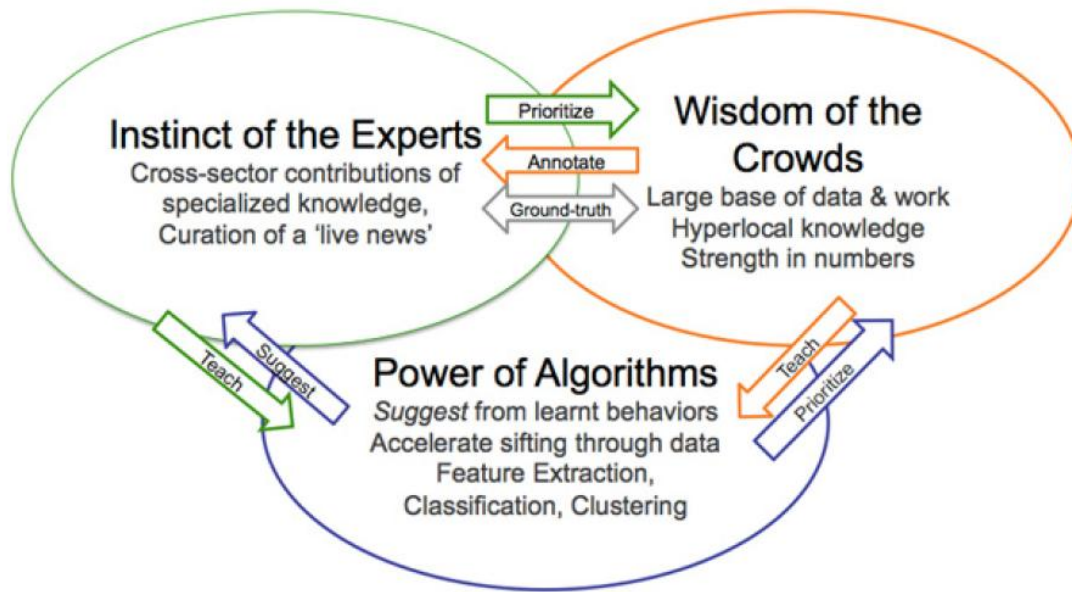 Instinct of the Experts
Cross-sector contributions of
specialized knowledge,
Curation of a 'live news'
Prioritize
Annotate
Ground-truth
Wisdom of the
Crowds
Large base of data & work
Hyperlocal knowledge
Strength in numbers
Teach
Suggest
Power of Algorithms
Suggest from learnt behaviors
Accelerate sifting through data
Feature Extraction,
Classification, Clustering
Teach
Prioritize